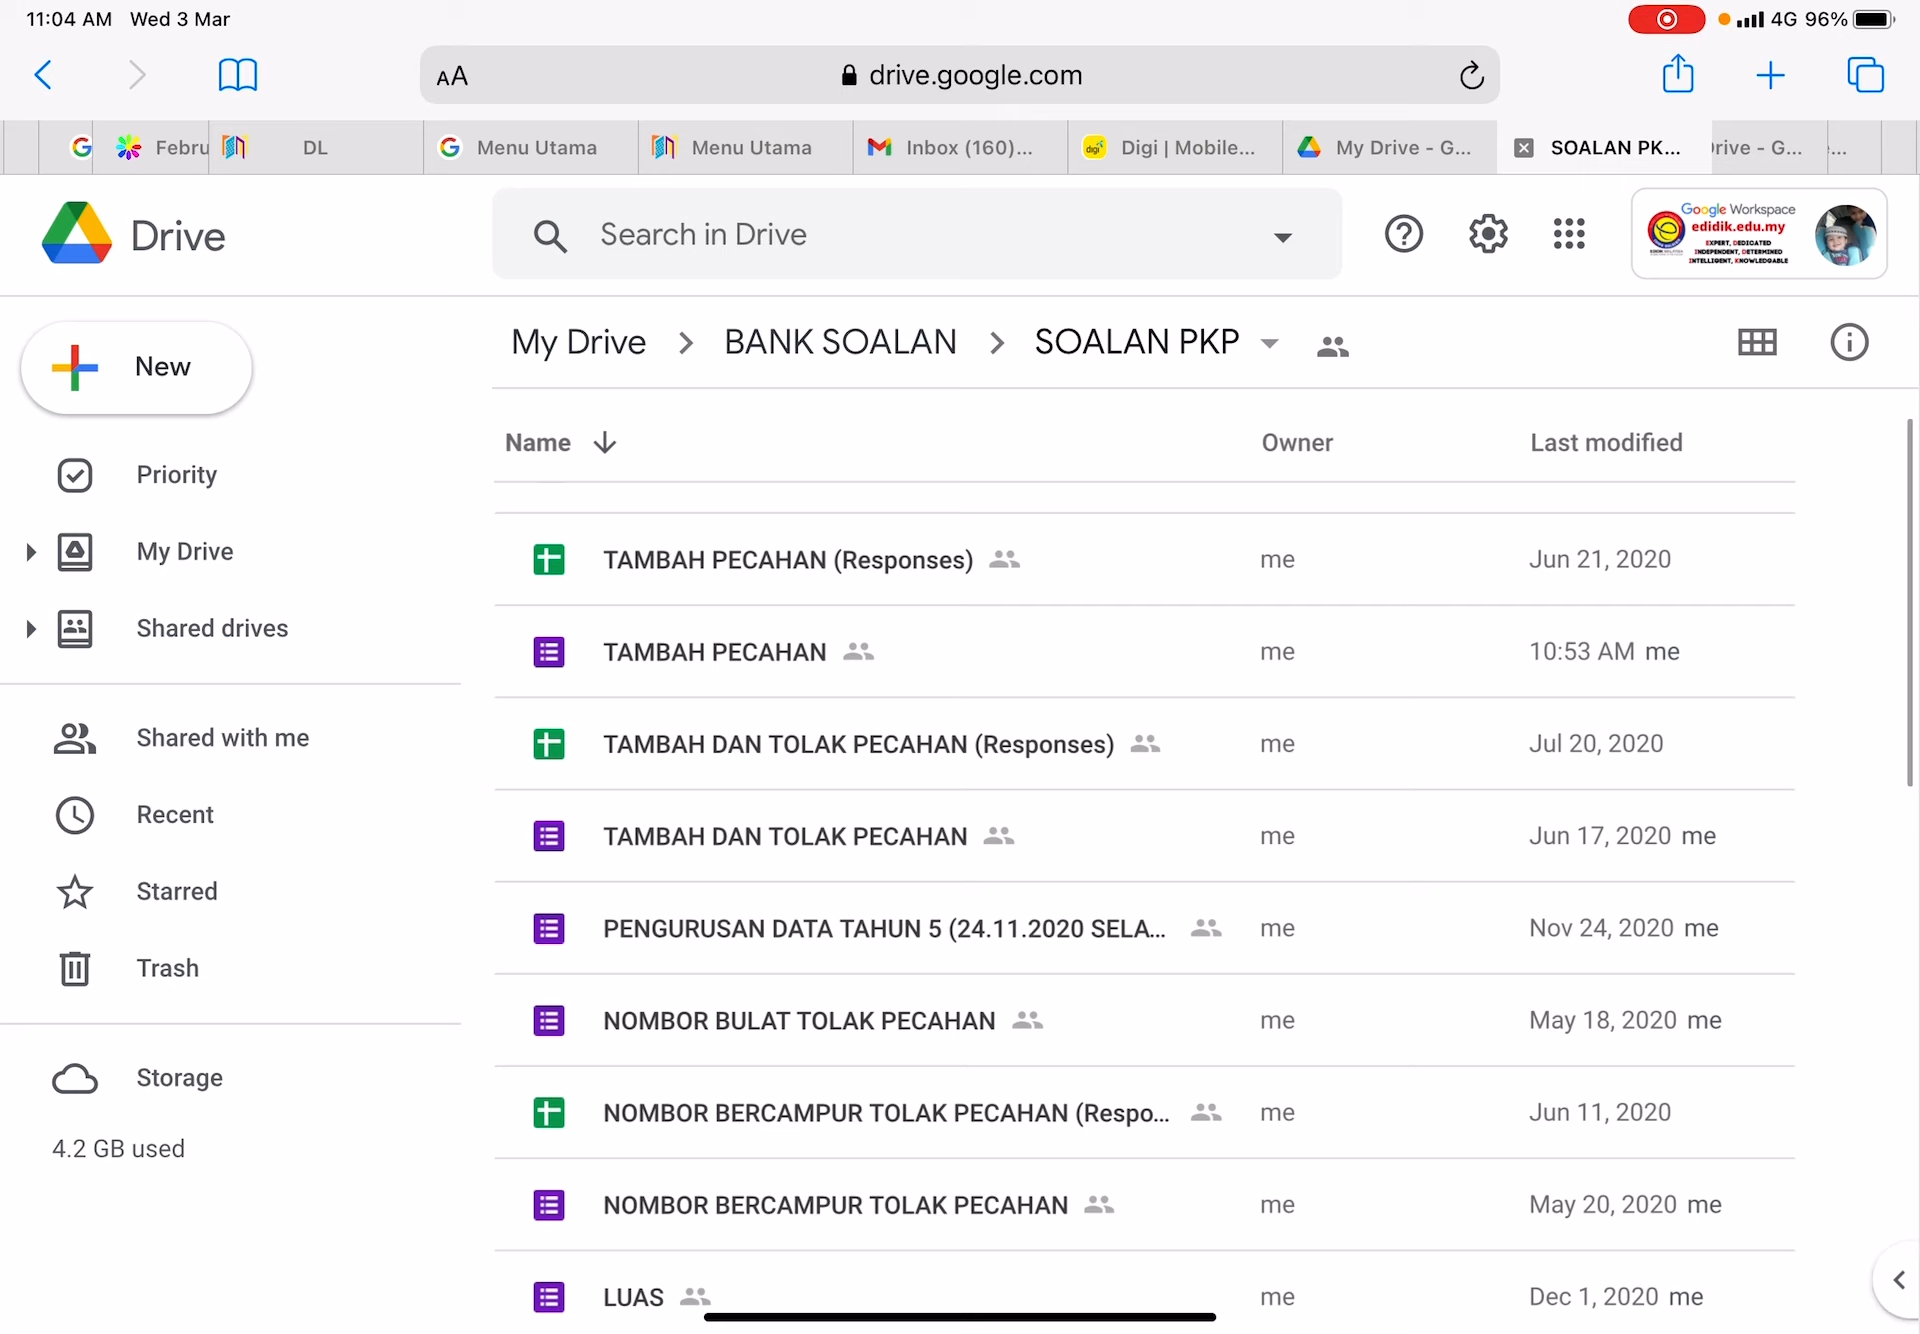 11:04 AM Wed 3 Mar
4G 96%
AA
drive.google.com
Febru
DL
Menu Utama
Menu Utama
Inbox (160)...
Digi | Mobile...
My Drive - G...
SOALAN PK...
rive - G...
Drive
Search in Drive
Google Workspace
edidik.edu.my
EXPERT, DEDICATED
INDEPENDENT, DETERMINED
INTELLIGENT, KNOWLEDGABLE
My Drive > BANK SOALAN > SOALAN PKP
New
Priority
My Drive
Shared drives
Shared with me
Recent
Starred
Trash
Storage
4.2 GB used
Name Owner Last modified
TAMBAH PECAHAN (Responses) me Jun 21, 2020
TAMBAH PECAHAN me 10:53 AM me
TAMBAH DAN TOLAK PECAHAN (Responses) me Jul 20, 2020
TAMBAH DAN TOLAK PECAHAN me Jun 17, 2020 me
PENGURUSAN DATA TAHUN 5 (24.11.2020 SELA... me Nov 24, 2020 me
NOMBOR BULAT TOLAK PECAHAN me May 18, 2020 me
NOMBOR BERCAMPUR TOLAK PECAHAN (Respo... me Jun 11, 2020
NOMBOR BERCAMPUR TOLAK PECAHAN me May 20, 2020 me
LUAS me Dec 1, 2020 me